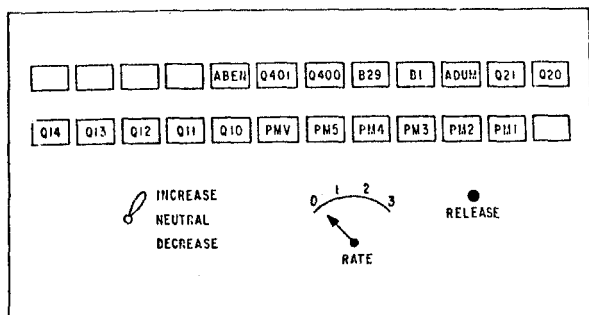 ABEN Q401 Q400 B29 B1 ADUM Q21 Q20
Q14 Q13 Q12 Q11 Q10 PMV PM5 PM4 PM3 PM2 PM1
INCREASE
NEUTRAL
DECREASE
0 1 2 3
RATE
RELEASE